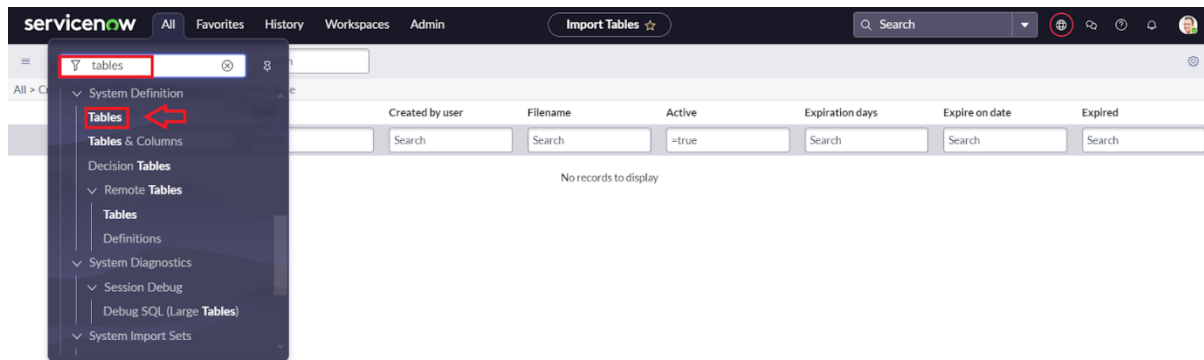 servicenow All Favorites History Workspaces Admin Import Tables Search
tables
All >
System Definition
Tables
Created by user Filename Active Expiration days Expire on date Expired
Tables & Columns
Search Search =true Search Search Search
Decision Tables
No records to display
Remote Tables
Tables
Definitions
System Diagnostics
Session Debug
Debug SQL (Large Tables)
System Import Sets